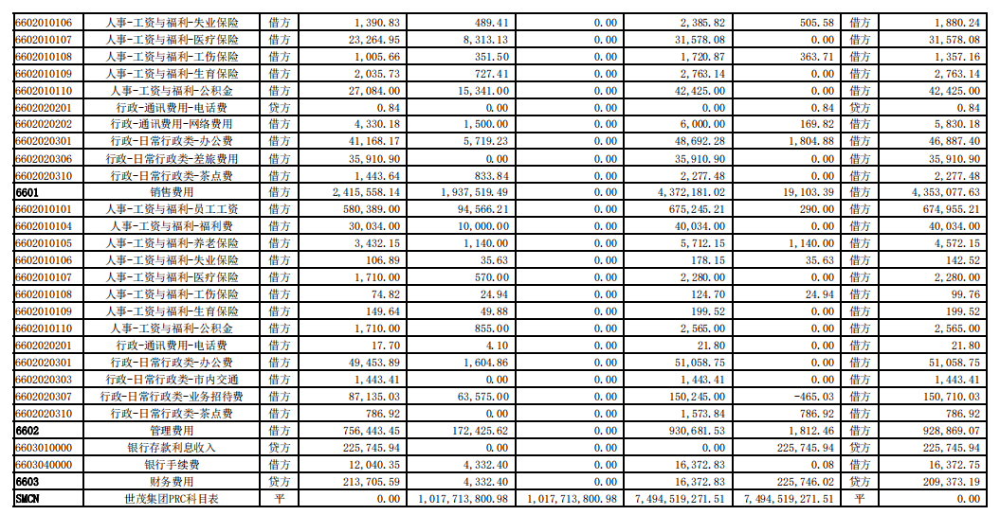 6602010106 人事-工资与福利-失业保险 借方 1,390.83 489.41 0.00 2,385.82 505.58 借方 1,880.24
6602010107 人事-工资与福利-医疗保险 借方 23,264.95 8,313.13 0.00 31,578.08 0.00 借方 31,578.08
6602010108 人事-工资与福利-工伤保险 借方 1,005.66 351.50 0.00 1,720.87 363.71 借方 1,357.16
6602010109 人事-工资与福利-生育保险 借方 2,035.73 727.41 0.00 2,763.14 0.00 借方 2,763.14
6602010110 人事-工资与福利-公积金 借方 27,084.00 15,341.00 0.00 42,425.00 0.00 借方 42,425.00
6602020201 行政-通讯费用-电话费 贷方 0.84 0.00 0.00 0.00 0.84 贷方 0.84
6602020202 行政-通讯费用-网络费用 借方 4,330.18 1,500.00 0.00 6,000.00 169.82 借方 5,830.18
6602020301 行政-日常行政类-办公费 借方 41,168.17 5,719.23 0.00 48,692.28 1,804.88 借方 46,887.40
6602020306 行政-日常行政类-差旅费用 借方 35,910.90 0.00 0.00 35,910.90 0.00 借方 35,910.90
6602020310 行政-日常行政类-茶点费 借方 1,443.64 833.84 0.00 2,277.48 0.00 借方 2,277.48
6601 销售费用 借方 2,415,558.14 1,937,519.49 0.00 4,372,181.02 19,103.39 借方 4,353,077.63
6602010101 人事-工资与福利-员工工资 借方 580,389.00 94,566.21 0.00 675,245.21 290.00 借方 674,955.21
6602010104 人事-工资与福利-福利费 借方 30,034.00 10,000.00 0.00 40,034.00 0.00 借方 40,034.00
6602010105 人事-工资与福利-养老保险 借方 3,432.15 1,140.00 0.00 5,712.15 1,140.00 借方 4,572.15
6602010106 人事-工资与福利-失业保险 借方 106.89 35.63 0.00 178.15 35.63 借方 142.52
6602010107 人事-工资与福利-医疗保险 借方 1,710.00 570.00 0.00 2,280.00 0.00 借方 2,280.00
6602010108 人事-工资与福利-工伤保险 借方 74.82 24.94 0.00 124.70 24.94 借方 99.76
6602010109 人事-工资与福利-生育保险 借方 149.64 49.88 0.00 199.52 0.00 借方 199.52
6602010110 人事-工资与福利-公积金 借方 1,710.00 855.00 0.00 2,565.00 0.00 借方 2,565.00
6602020201 行政-通讯费用-电话费 借方 17.70 4.10 0.00 21.80 0.00 借方 21.80
6602020301 行政-日常行政类-办公费 借方 49,453.89 1,604.86 0.00 51,058.75 0.00 借方 51,058.75
6602020303 行政-日常行政类-市内交通 借方 1,443.41 0.00 0.00 1,443.41 0.00 借方 1,443.41
6602020307 行政-日常行政类-业务招待费 借方 87,135.03 63,575.00 0.00 150,245.00 -465.03 借方 150,710.03
6602020310 行政-日常行政类-茶点费 借方 786.92 0.00 0.00 1,573.84 786.92 借方 786.92
6602 管理费用 借方 756,443.45 172,425.62 0.00 930,681.53 1,812.46 借方 928,869.07
6603010000 银行存款利息收入 贷方 225,745.94 0.00 0.00 0.00 225,745.94 贷方 225,745.94
6603040000 银行手续费 借方 12,040.35 4,332.40 0.00 16,372.83 0.08 借方 16,372.75
6603 财务费用 贷方 213,705.59 4,332.40 0.00 16,372.83 225,746.02 贷方 209,373.19
SMCN 世茂集团PRC科目表 平 0.00 1,017,713,800.98 1,017,713,800.98 7,494,519,271.51 7,494,519,271.51 平 0.00